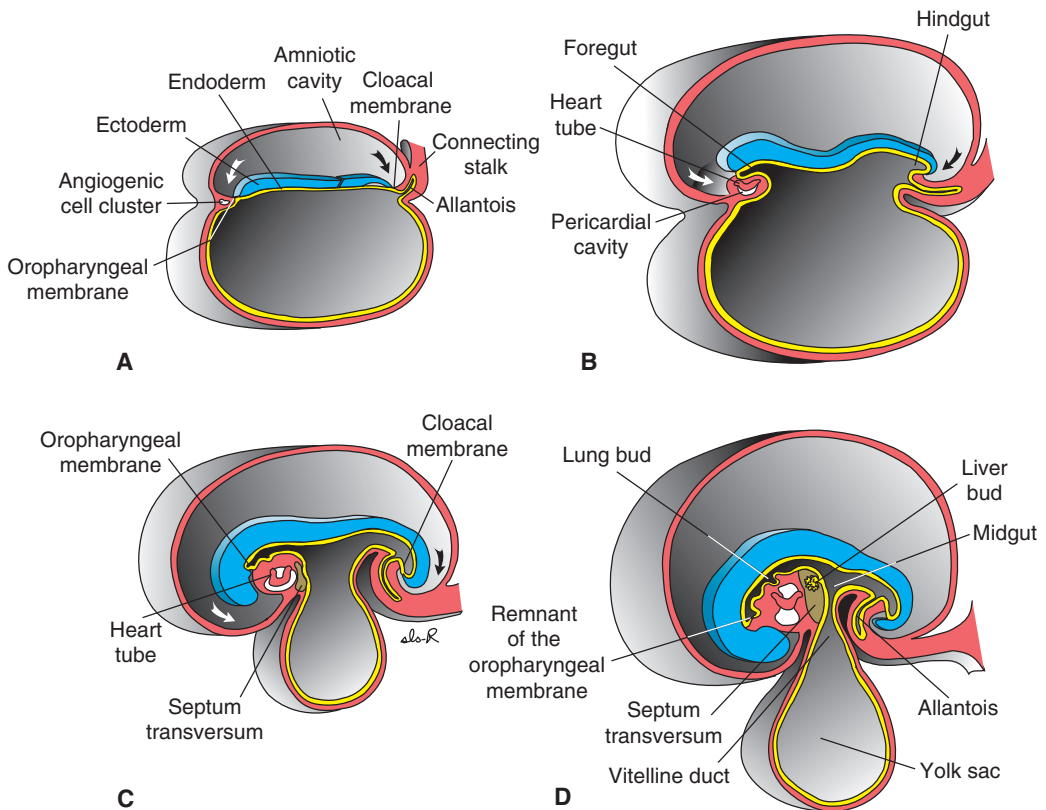 Endoderm
Amniotic
cavity
Cloacal
membrane
Ectoderm
Connecting
stalk
Angiogenic
cell cluster
Allantois
Oropharyngeal
membrane
A
Hindgut
Foregut
Heart
tube
Pericardial
cavity
B
Oropharyngeal
membrane
Cloacal
membrane
Heart
tube
sls-R
Septum
transversum
C
Lung bud
Liver
bud
Midgut
Remnant
of the
oropharyngeal
membrane
Septum
transversum
Allantois
Vitelline duct
Yolk sac
D